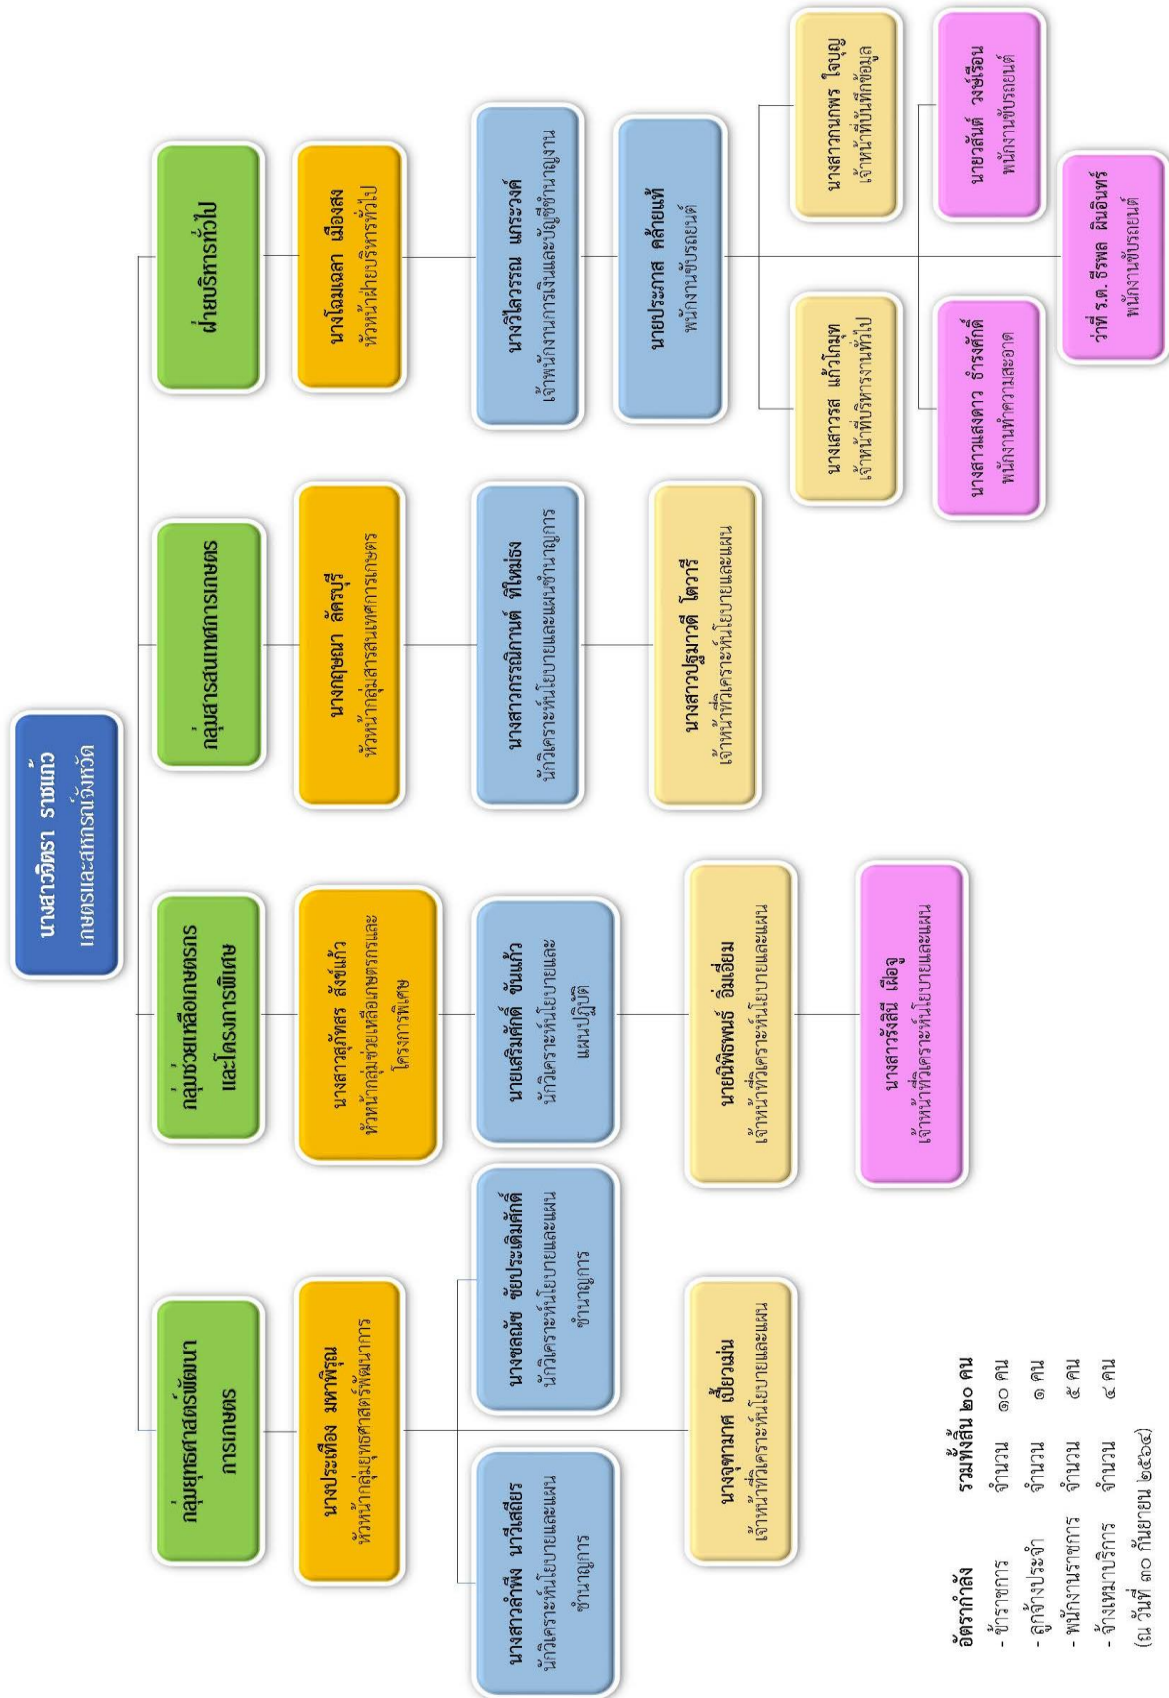 นางสาวจิตรา ราชแก้ว
เกษตรและสหกรณ์จังหวัด
กลุ่มยุทธศาสตร์พัฒนา
การเกษตร
นางประเทือง มหาพิรุณ
หัวหน้ากลุ่มยุทธศาสตร์พัฒนาการ
นางสาวลำพึง นาวีเสถียร
นักวิเคราะห์นโยบายและแผน
ชำนาญการ
นางชลณัช ชัยประเดิมศักดิ์
นักวิเคราะห์นโยบายและแผน
ชำนาญการ
นางจุฑามาศ เปี้ยวเม่น
เจ้าหน้าที่วิเคราะห์นโยบายและแผน
กลุ่มช่วยเหลือเกษตรกร
และโครงการพิเศษ
นางสาวสุภัทสร สังข์แก้ว
หัวหน้ากลุ่มช่วยเหลือเกษตรกรและ
โครงการพิเศษ
นายเสริมศักดิ์ ขันแก้ว
นักวิเคราะห์นโยบายและ
แผนปฏิบัติ
นายนิพิธพนธ์ อิ่มเอี่ยม
เจ้าหน้าที่วิเคราะห์นโยบายและแผน
นางสาวรังสินี เฝือจู
เจ้าหน้าที่วิเคราะห์นโยบายและแผน
กลุ่มสารสนเทศการเกษตร
นางกฤษณา ลัครบุรี
หัวหน้ากลุ่มสารสนเทศการเกษตร
นางสาวกรรณิกานต์ ทิใหม่ธง
นักวิเคราะห์นโยบายและแผนชำนาญการ
นางสาวปฐมาวดี โตวารี
เจ้าหน้าที่วิเคราะห์นโยบายและแผน
ฝ่ายบริหารทั่วไป
นางโฉมเฉลา เมืองสง
หัวหน้าฝ่ายบริหารทั่วไป
นางวิไลวรรณ แกระวงค์
เจ้าพนักงานการเงินและบัญชีชำนาญงาน
นายประภาส คล้ายแท้
พนักงานขับรถยนต์
นางเสาวรส แก้วโกมุท
เจ้าหน้าที่บริหารงานทั่วไป
นางสาวกนกพร ใจบุญ
เจ้าหน้าที่บันทึกข้อมูล
นางสาวแสงดาว ธำรงศักดิ์
พนักงานทำความสะอาด
นายวสันต์ วงษ์เรือน
พนักงานขับรถยนต์
ว่าที่ ร.ต. ธีรพล ผินอินทร์
พนักงานขับรถยนต์
อัตรากำลัง รวมทั้งสิ้น ๒๐ คน
- ข้าราชการ จำนวน ๑๐ คน
- ลูกจ้างประจำ จำนวน ๑ คน
- พนักงานราชการ จำนวน ๕ คน
- จ้างเหมาบริการ จำนวน ๔ คน
(ณ วันที่ ๓๐ กันยายน ๒๕๖๔)